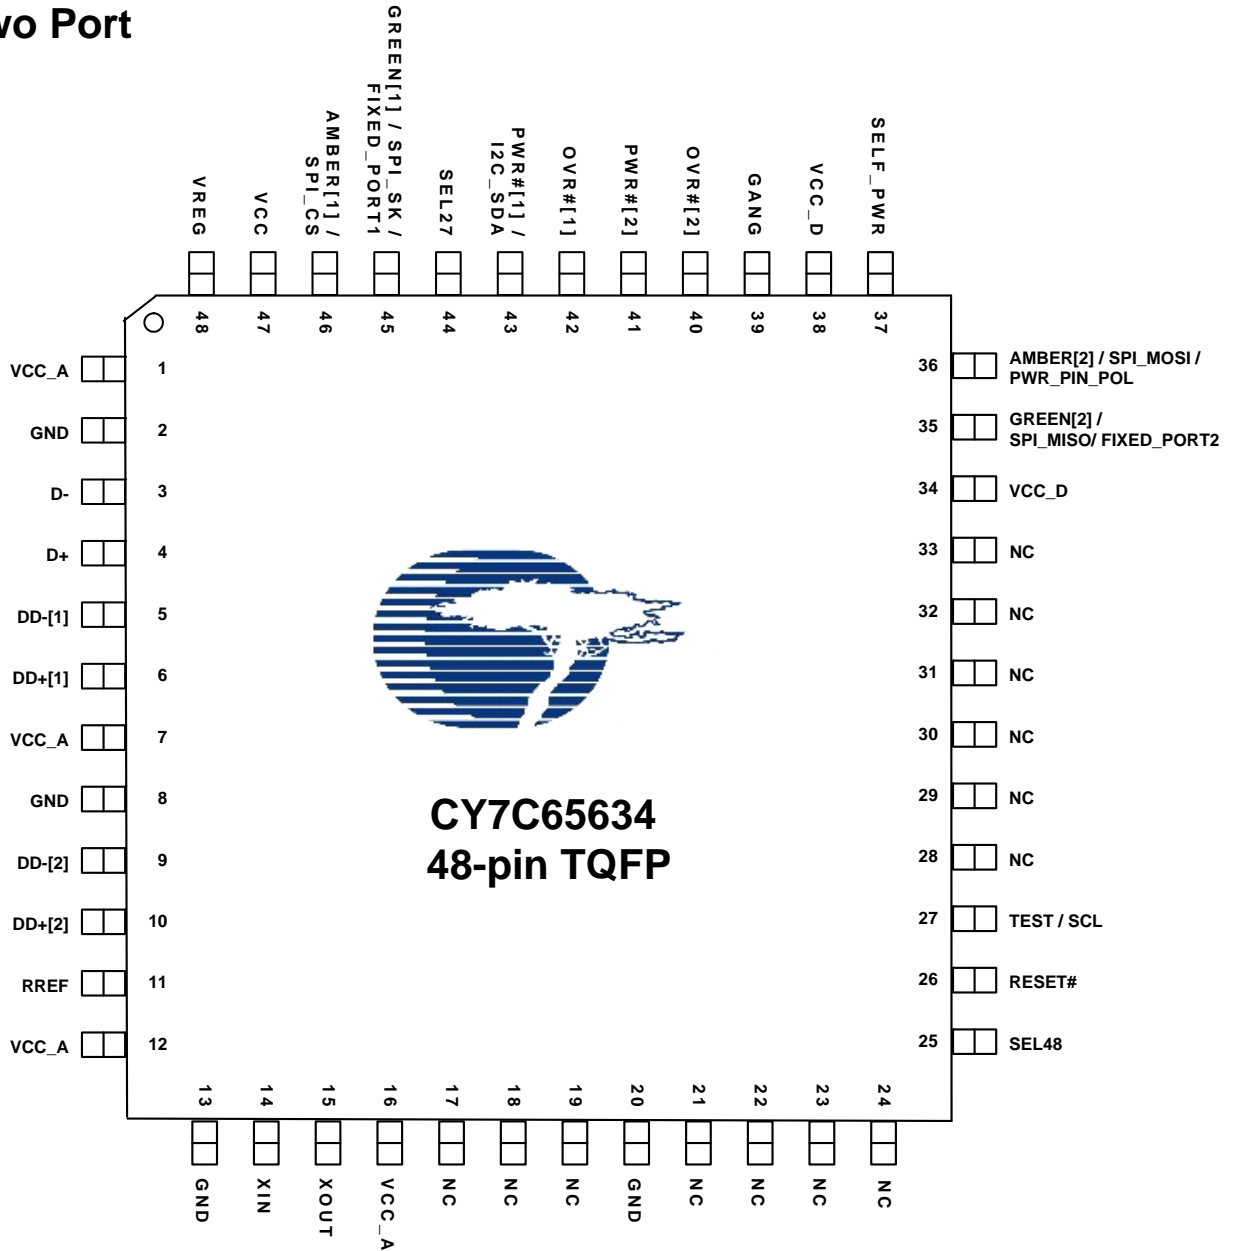 wo Port
GREEN[1] / SPI_SK /
FIXED_PORT1
AMBER[1] /
SPI_CS
PWR#[1] /
I2C_SDA
VREG
VCC
SEL27
OVR#[1]
PWR#[2]
OVR#[2]
GANG
VCC_D
SELF_PWR
48
47
46
45
44
43
42
41
40
39
38
37
VCC_A 1
GND 2
D- 3
D+ 4
DD-[1] 5
DD+[1] 6
VCC_A 7
GND 8
DD-[2] 9
DD+[2] 10
RREF 11
VCC_A 12
36 AMBER[2] / SPI_MOSI /
PWR_PIN_POL
35 GREEN[2] /
SPI_MISO/ FIXED_PORT2
34 VCC_D
33 NC
32 NC
31 NC
30 NC
29 NC
28 NC
27 TEST / SCL
26 RESET#
25 SEL48
CY7C65634
48-pin TQFP
13
14
15
16
17
18
19
20
21
22
23
24
GND
XIN
XOUT
VCC_A
NC
NC
NC
GND
NC
NC
NC
NC